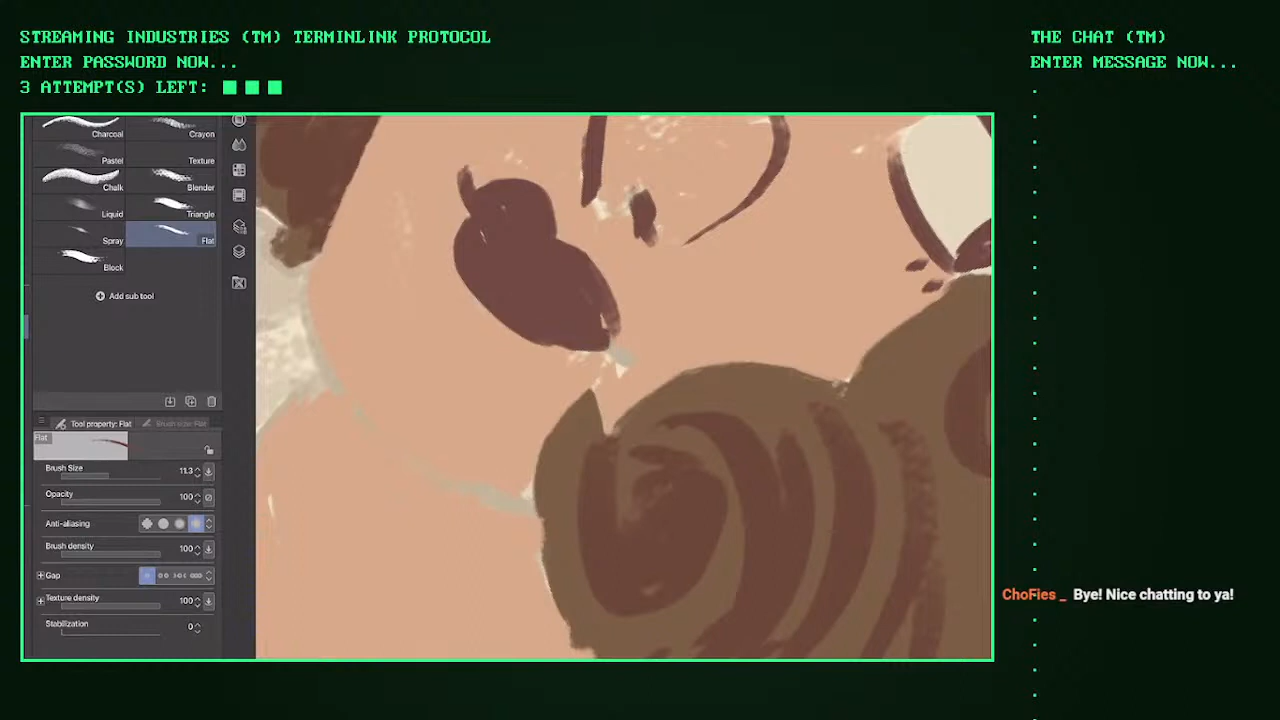 STREAMING INDUSTRIES (TM) TERMINLINK PROTOCOL
ENTER PASSWORD NOW...
3 ATTEMPT(S) LEFT:
THE CHAT (TM)
ENTER MESSAGE NOW...
Charcoal
Crayon
Pastel
Texture
Chalk
Blender
Liquid
Triangle
Spray
Flat
Block
Add sub tool
Tool property: Flat
Brush size: Flat
Flat
Brush Size 11.3
Opacity 100
Anti-aliasing
Brush density 100
Gap
Texture density 100
Stabilization 0
ChoFies _ Bye! Nice chatting to ya!